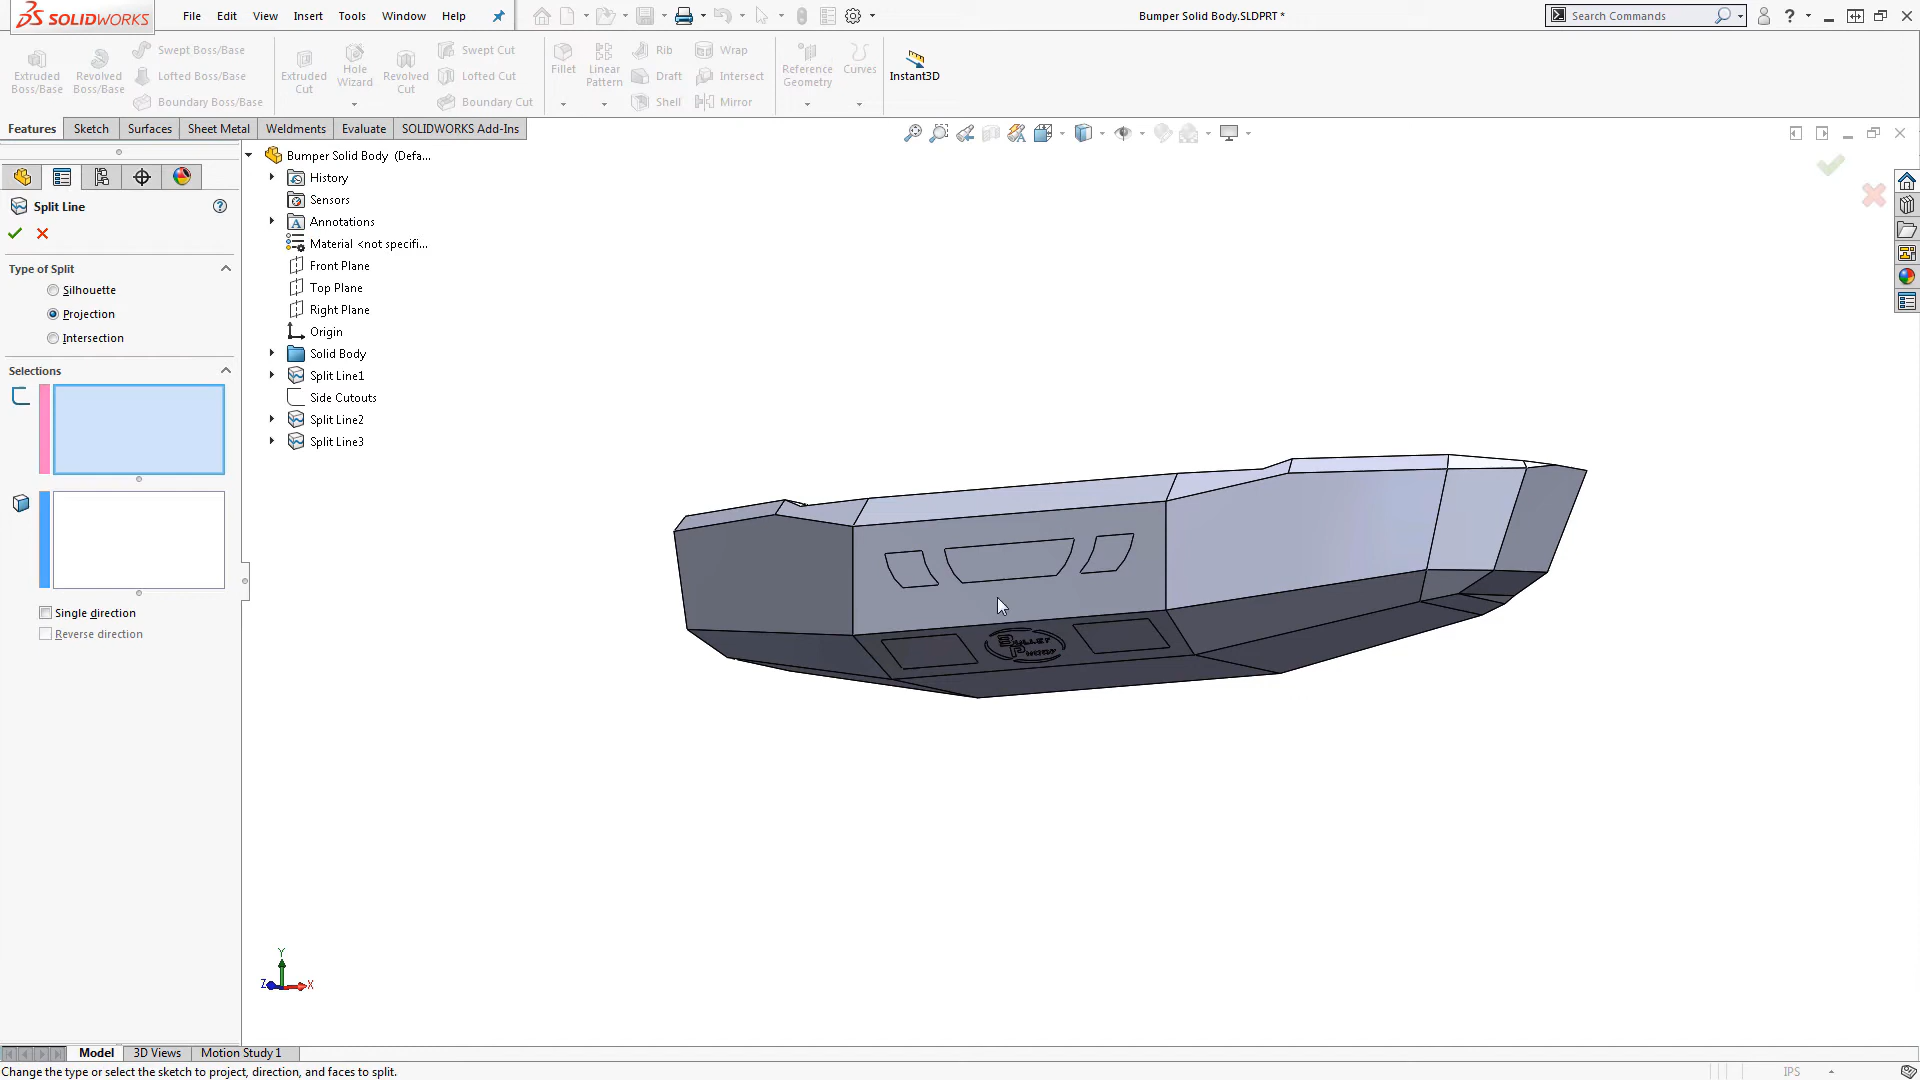 SOLIDWORKS File Edit View Insert Tools Window Help Bumper Solid Body.SLDPRT * Search Commands
Extruded Boss/Base
Revolved Boss/Base
Swept Boss/Base
Lofted Boss/Base
Boundary Boss/Base
Extruded Cut
Hole Wizard
Revolved Cut
Swept Cut
Lofted Cut
Boundary Cut
Fillet
Linear Pattern
Rib
Draft
Shell
Wrap
Intersect
Mirror
Reference Geometry
Curves
Instant3D
Features Sketch Surfaces Sheet Metal Weldments Evaluate SOLIDWORKS Add-Ins
Split Line
Type of Split
Silhouette
Projection
Intersection
Selections
Single direction
Reverse direction
Bumper Solid Body (Defa...
History
Sensors
Annotations
Material <not specifi...
Front Plane
Top Plane
Right Plane
Origin
Solid Body
Split Line1
Side Cutouts
Split Line2
Split Line3
BULLET
PROOF
Y
Z X
Model 3D Views Motion Study 1
Change the type or select the sketch to project, direction, and faces to split.
IPS